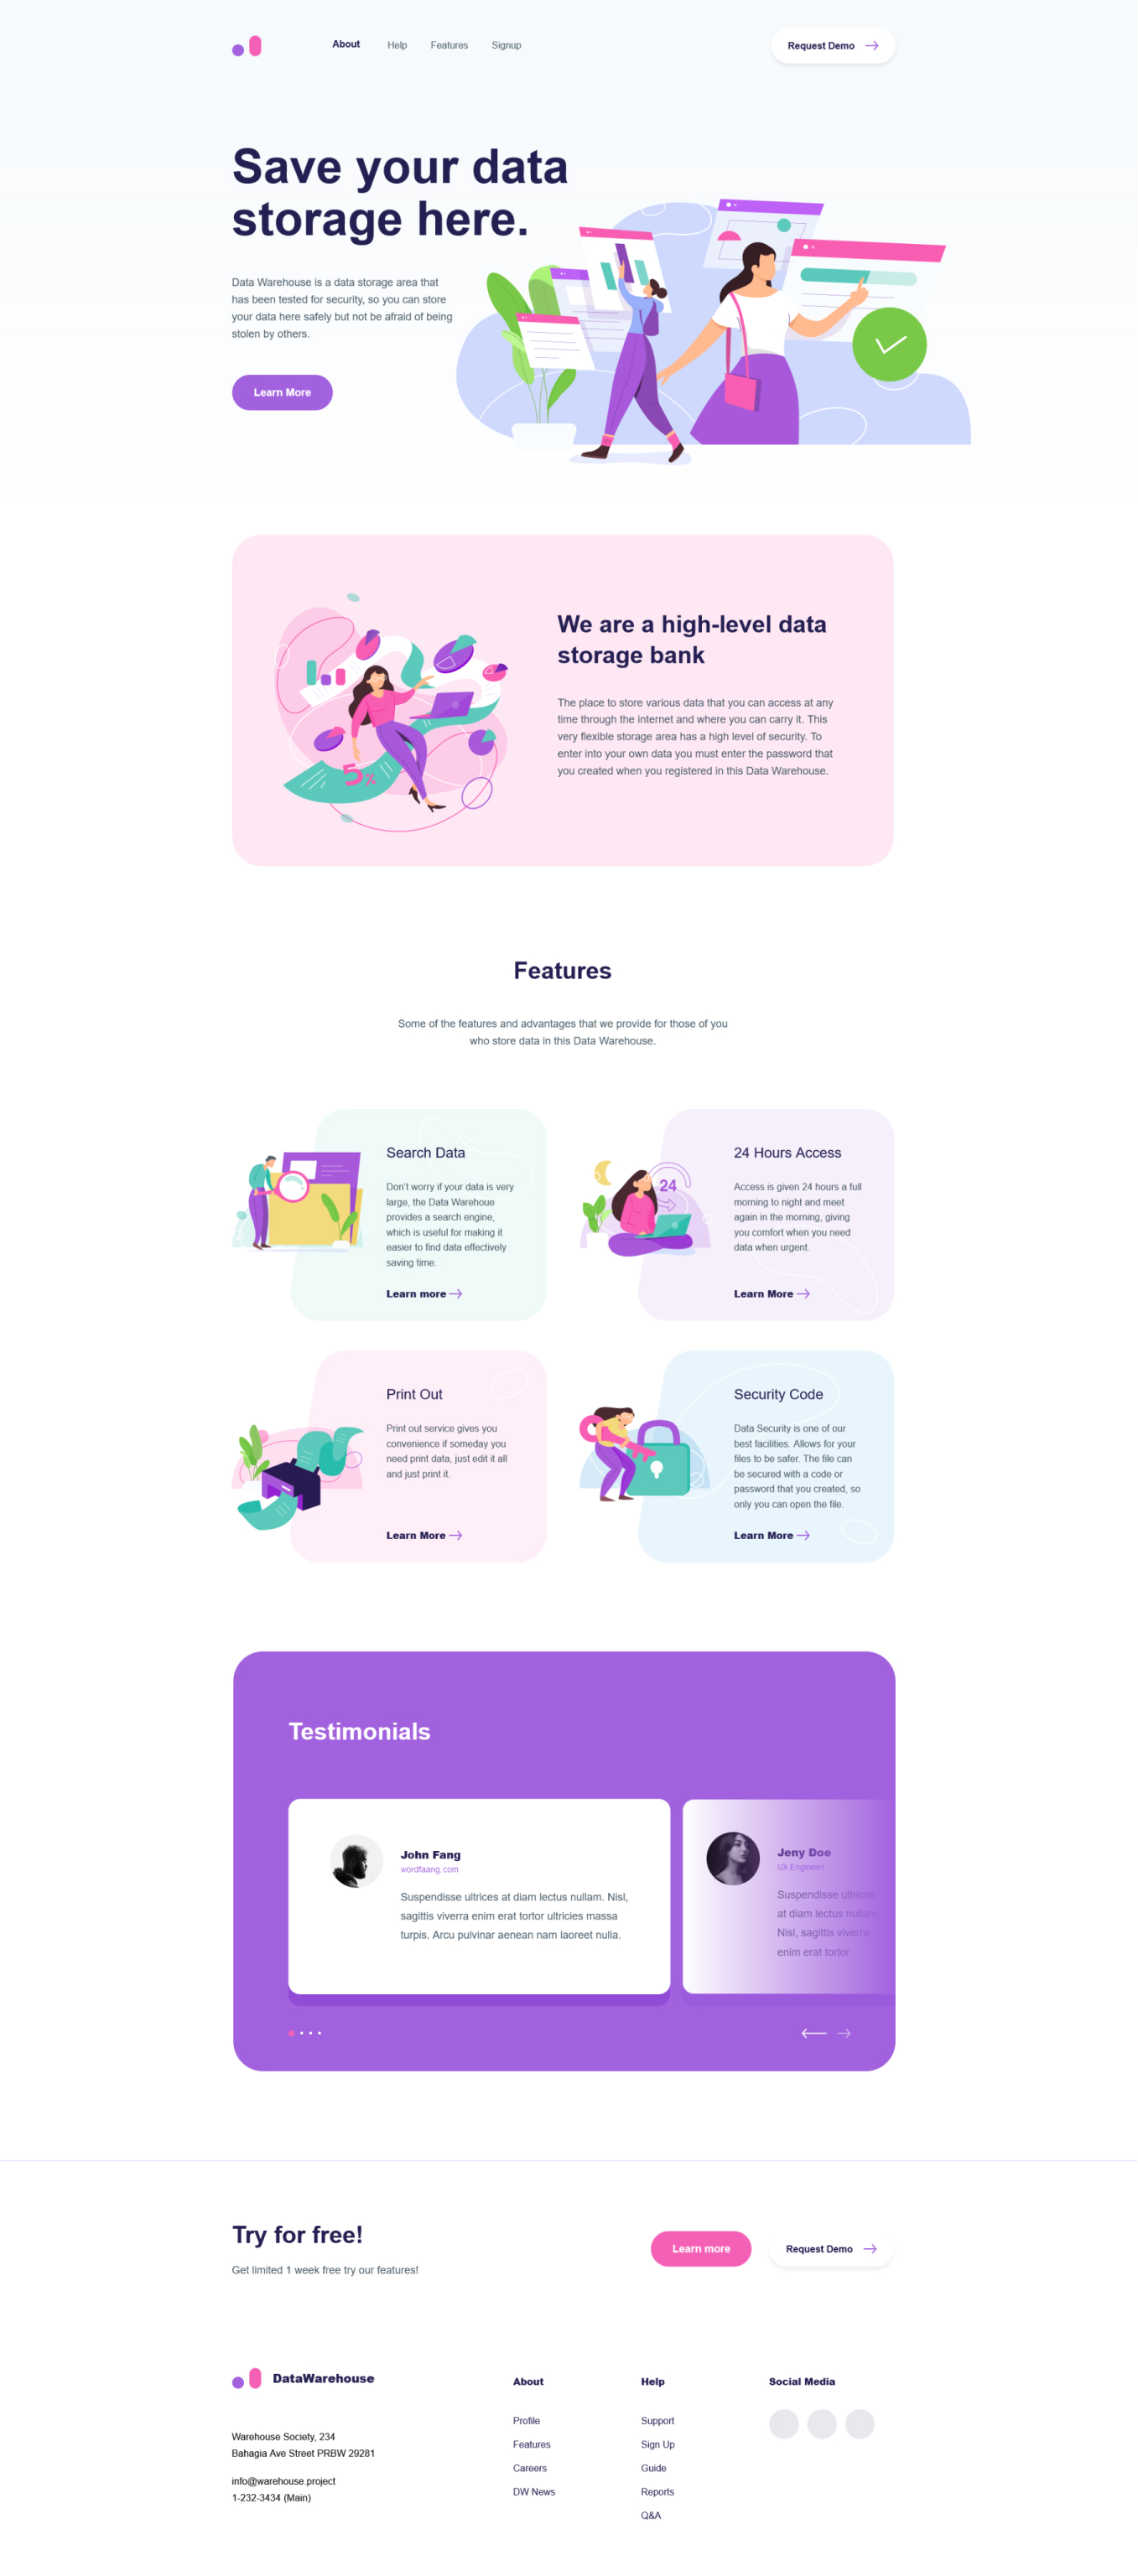 About Help Features Signup Request Demo
Save your data
storage here.
Data Warehouse is a data storage area that
has been tested for security, so you can store
your data here safely but not be afraid of being
stolen by others.
Learn More
We are a high-level data
storage bank
The place to store various data that you can access at any
time through the internet and where you can carry it. This
very flexible storage area has a high level of security. To
enter into your own data you must enter the password that
you created when you registered in this Data Warehouse.
5%
Features
Some of the features and advantages that we provide for those of you
who store data in this Data Warehouse.
Search Data
Don't worry if your data is very
large, the Data Warehoue
provides a search engine,
which is useful for making it
easier to find data effectively
saving time.
Learn more
24 Hours Access
24
Access is given 24 hours a full
morning to night and meet
again in the morning, giving
you comfort when you need
data when urgent.
Learn More
Print Out
Print out service gives you
convenience if someday you
need print data, just edit it all
and just print it.
Learn More
Security Code
Data Security is one of our
best facilities. Allows for your
files to be safer. The file can
be secured with a code or
password that you created, so
only you can open the file.
Learn More
Testimonials
John Fang
wordfaang.com
Suspendisse ultrices at diam lectus nullam. Nisl,
sagittis viverra enim erat tortor ultricies massa
turpis. Arcu pulvinar aenean nam laoreet nulla.
Jeny Doe
UX Engineer
Suspendisse ultrices
at diam lectus nullam.
Nisl, sagittis viverra
enim erat tortor
Try for free!
Get limited 1 week free try our features!
Learn more
Request Demo
DataWarehouse
Warehouse Society, 234
Bahagia Ave Street PRBW 29281
info@warehouse.project
1-232-3434 (Main)
About
Profile
Features
Careers
DW News
Help
Support
Sign Up
Guide
Reports
Q&A
Social Media